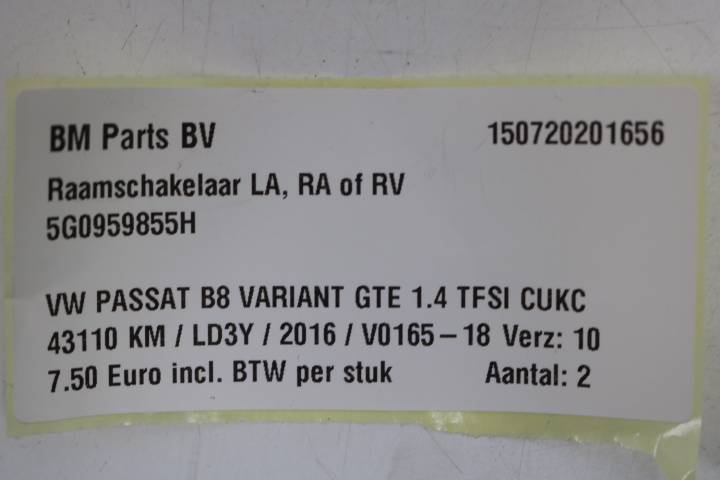 BM Parts BV 150720201656
Raamschakelaar LA, RA of RV
5G0959855H
VW PASSAT B8 VARIANT GTE 1.4 TFSI CUKC
43110 KM / LD3Y / 2016 / V0165-18 Verz: 10
7.50 Euro incl. BTW per stuk Aantal: 2